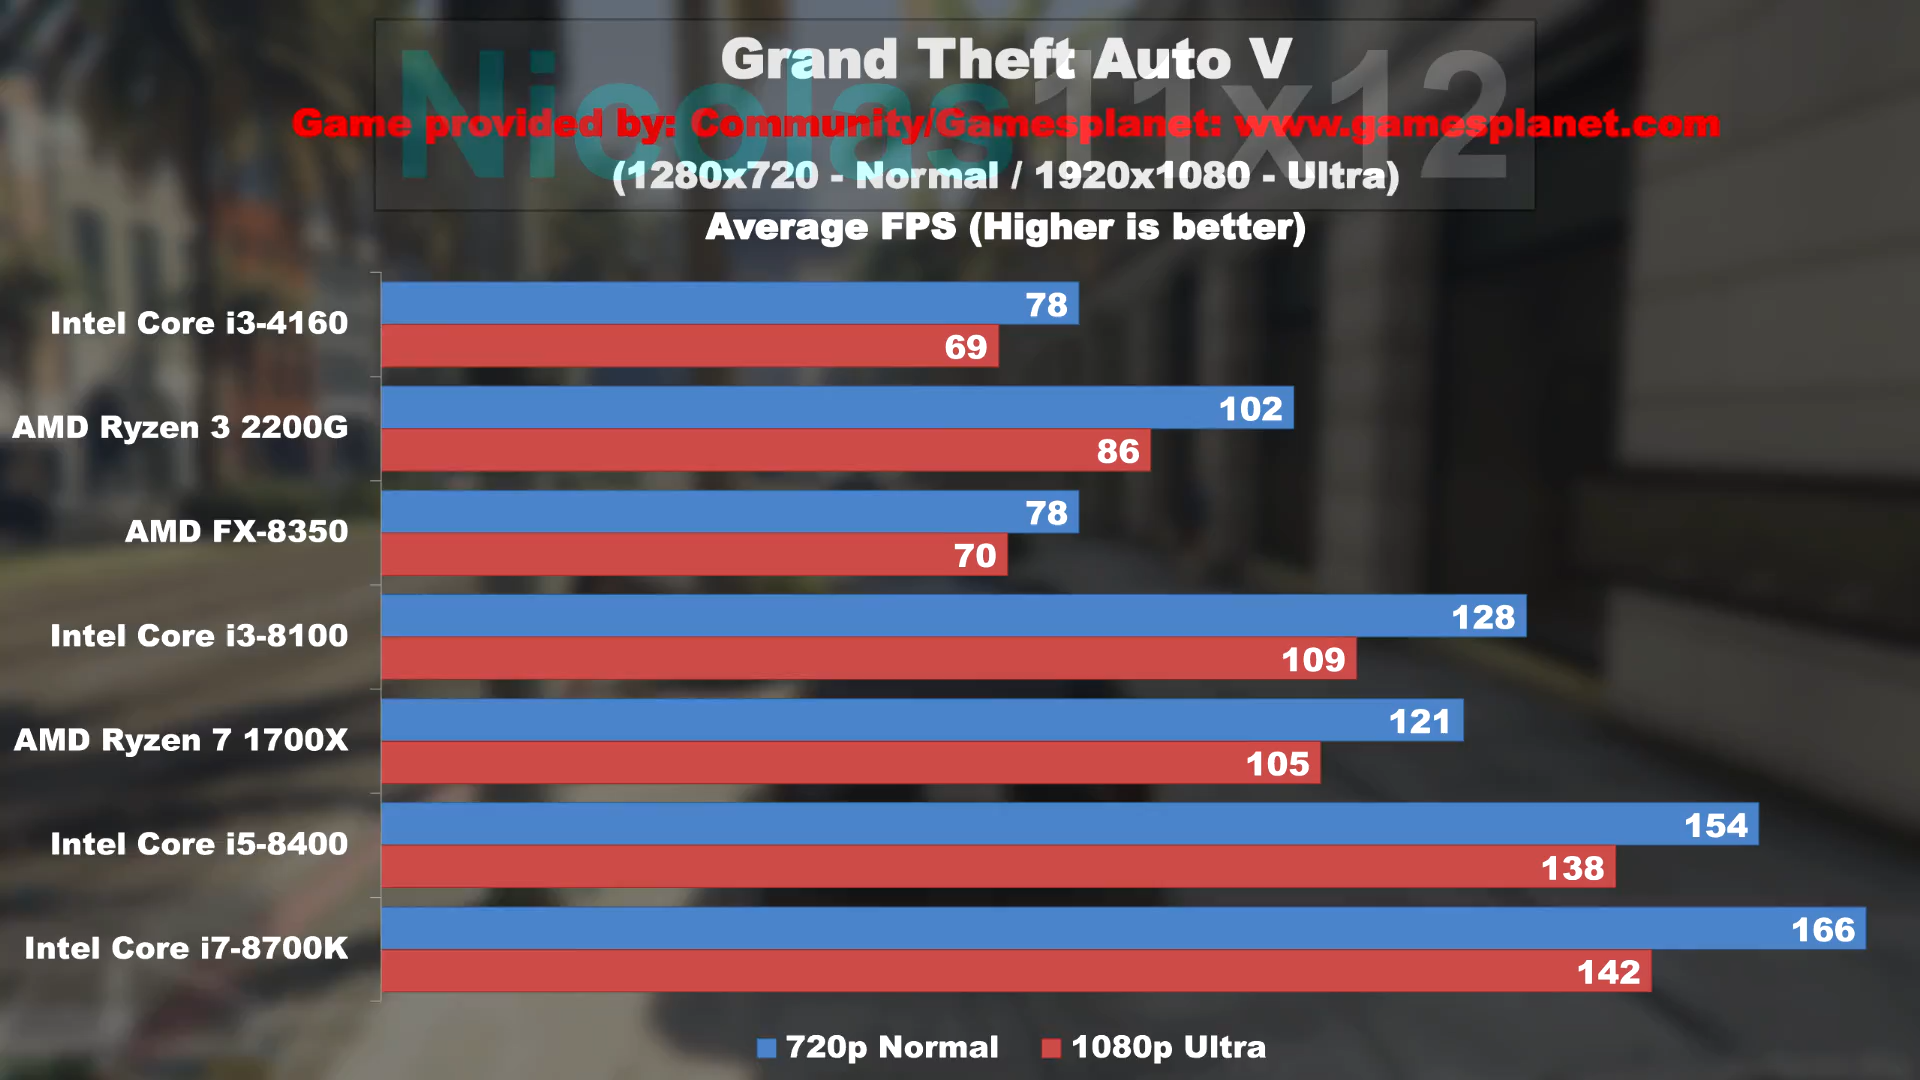 Nicolas11x12
Grand Theft Auto V
Game provided by: Community/Gamesplanet: www.gamesplanet.com
(1280x720 - Normal / 1920x1080 - Ultra)
Average FPS (Higher is better)
Intel Core i3-4160
78
69
AMD Ryzen 3 2200G
102
86
AMD FX-8350
78
70
Intel Core i3-8100
128
109
AMD Ryzen 7 1700X
121
105
Intel Core i5-8400
154
138
Intel Core i7-8700K
166
142
720p Normal 1080p Ultra